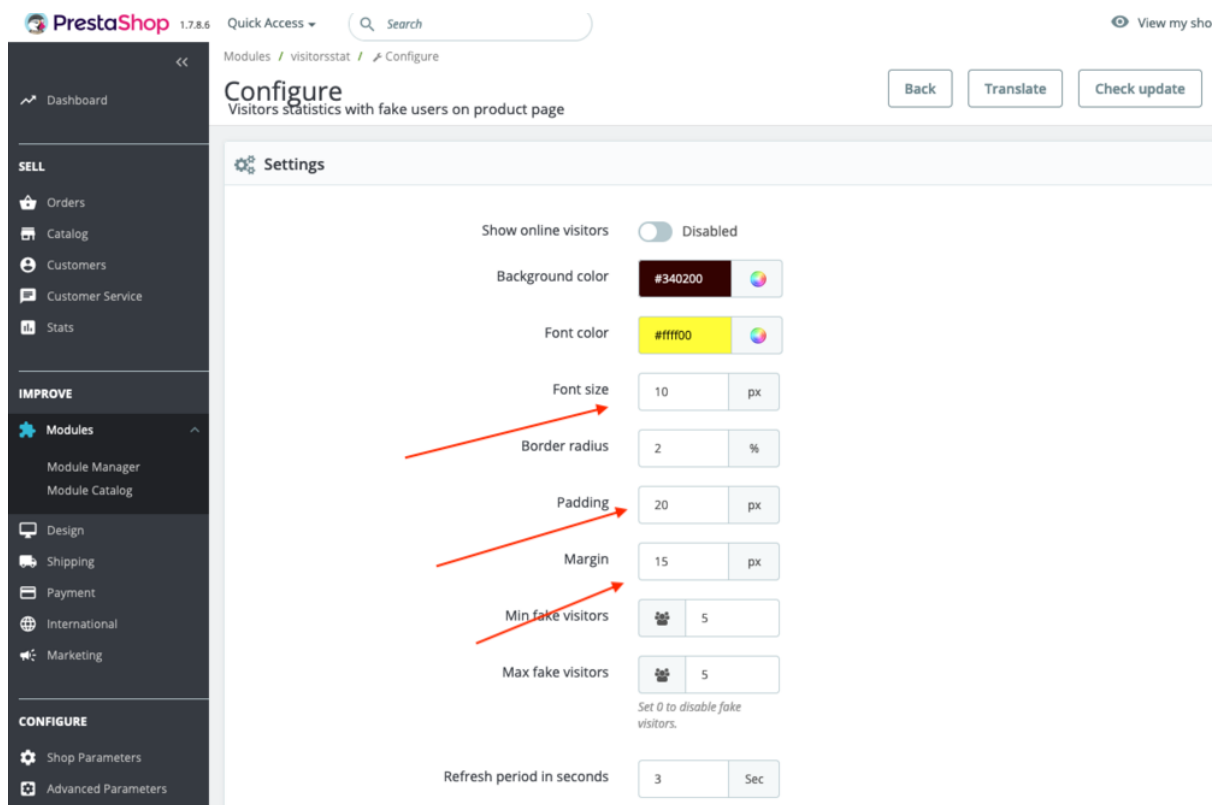 PrestaShop 1.7.8.6 Quick Access Search View my sho
Modules / visitorsstat / Configure
Configure
Visitors statistics with fake users on product page
Back Translate Check update
Dashboard
SELL
Orders
Catalog
Customers
Customer Service
Stats
IMPROVE
Modules
Module Manager
Module Catalog
Design
Shipping
Payment
International
Marketing
CONFIGURE
Shop Parameters
Advanced Parameters
Settings
Show online visitors Disabled
Background color #340200
Font color #ffff00
Font size 10 px
Border radius 2 %
Padding 20 px
Margin 15 px
Min fake visitors 5
Max fake visitors 5
Set 0 to disable fake
visitors.
Refresh period in seconds 3 Sec